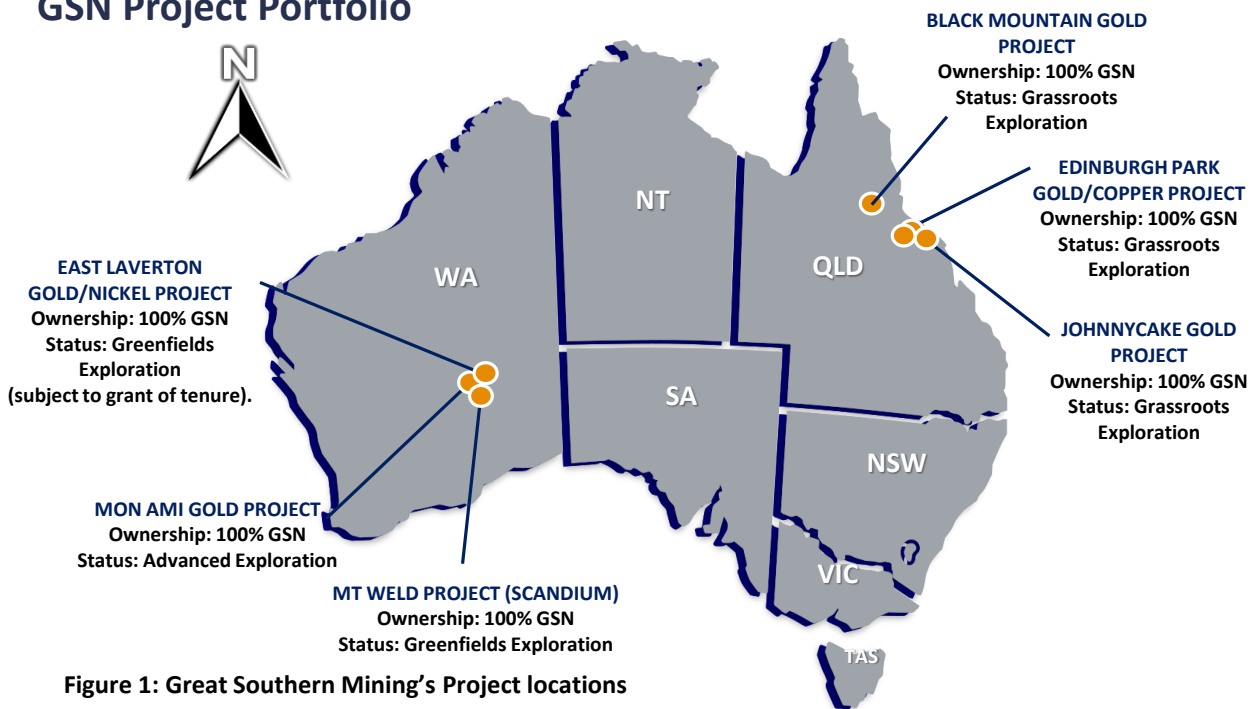 GSN Project Portfolio
N
BLACK MOUNTAIN GOLD
PROJECT
Ownership: 100% GSN
Status: Grassroots
Exploration
EDINBURGH PARK
GOLD/COPPER PROJECT
Ownership: 100% GSN
Status: Grassroots
Exploration
JOHNNYCAKE GOLD
PROJECT
Ownership: 100% GSN
Status: Grassroots
Exploration
NT
QLD
WA
SA
NSW
VIC
TAS
EAST LAVERTON
GOLD/NICKEL PROJECT
Ownership: 100% GSN
Status: Greenfields
Exploration
(subject to grant of tenure).
MON AMI GOLD PROJECT
Ownership: 100% GSN
Status: Advanced Exploration
MT WELD PROJECT (SCANDIUM)
Ownership: 100% GSN
Status: Greenfields Exploration
Figure 1: Great Southern Mining’s Project locations